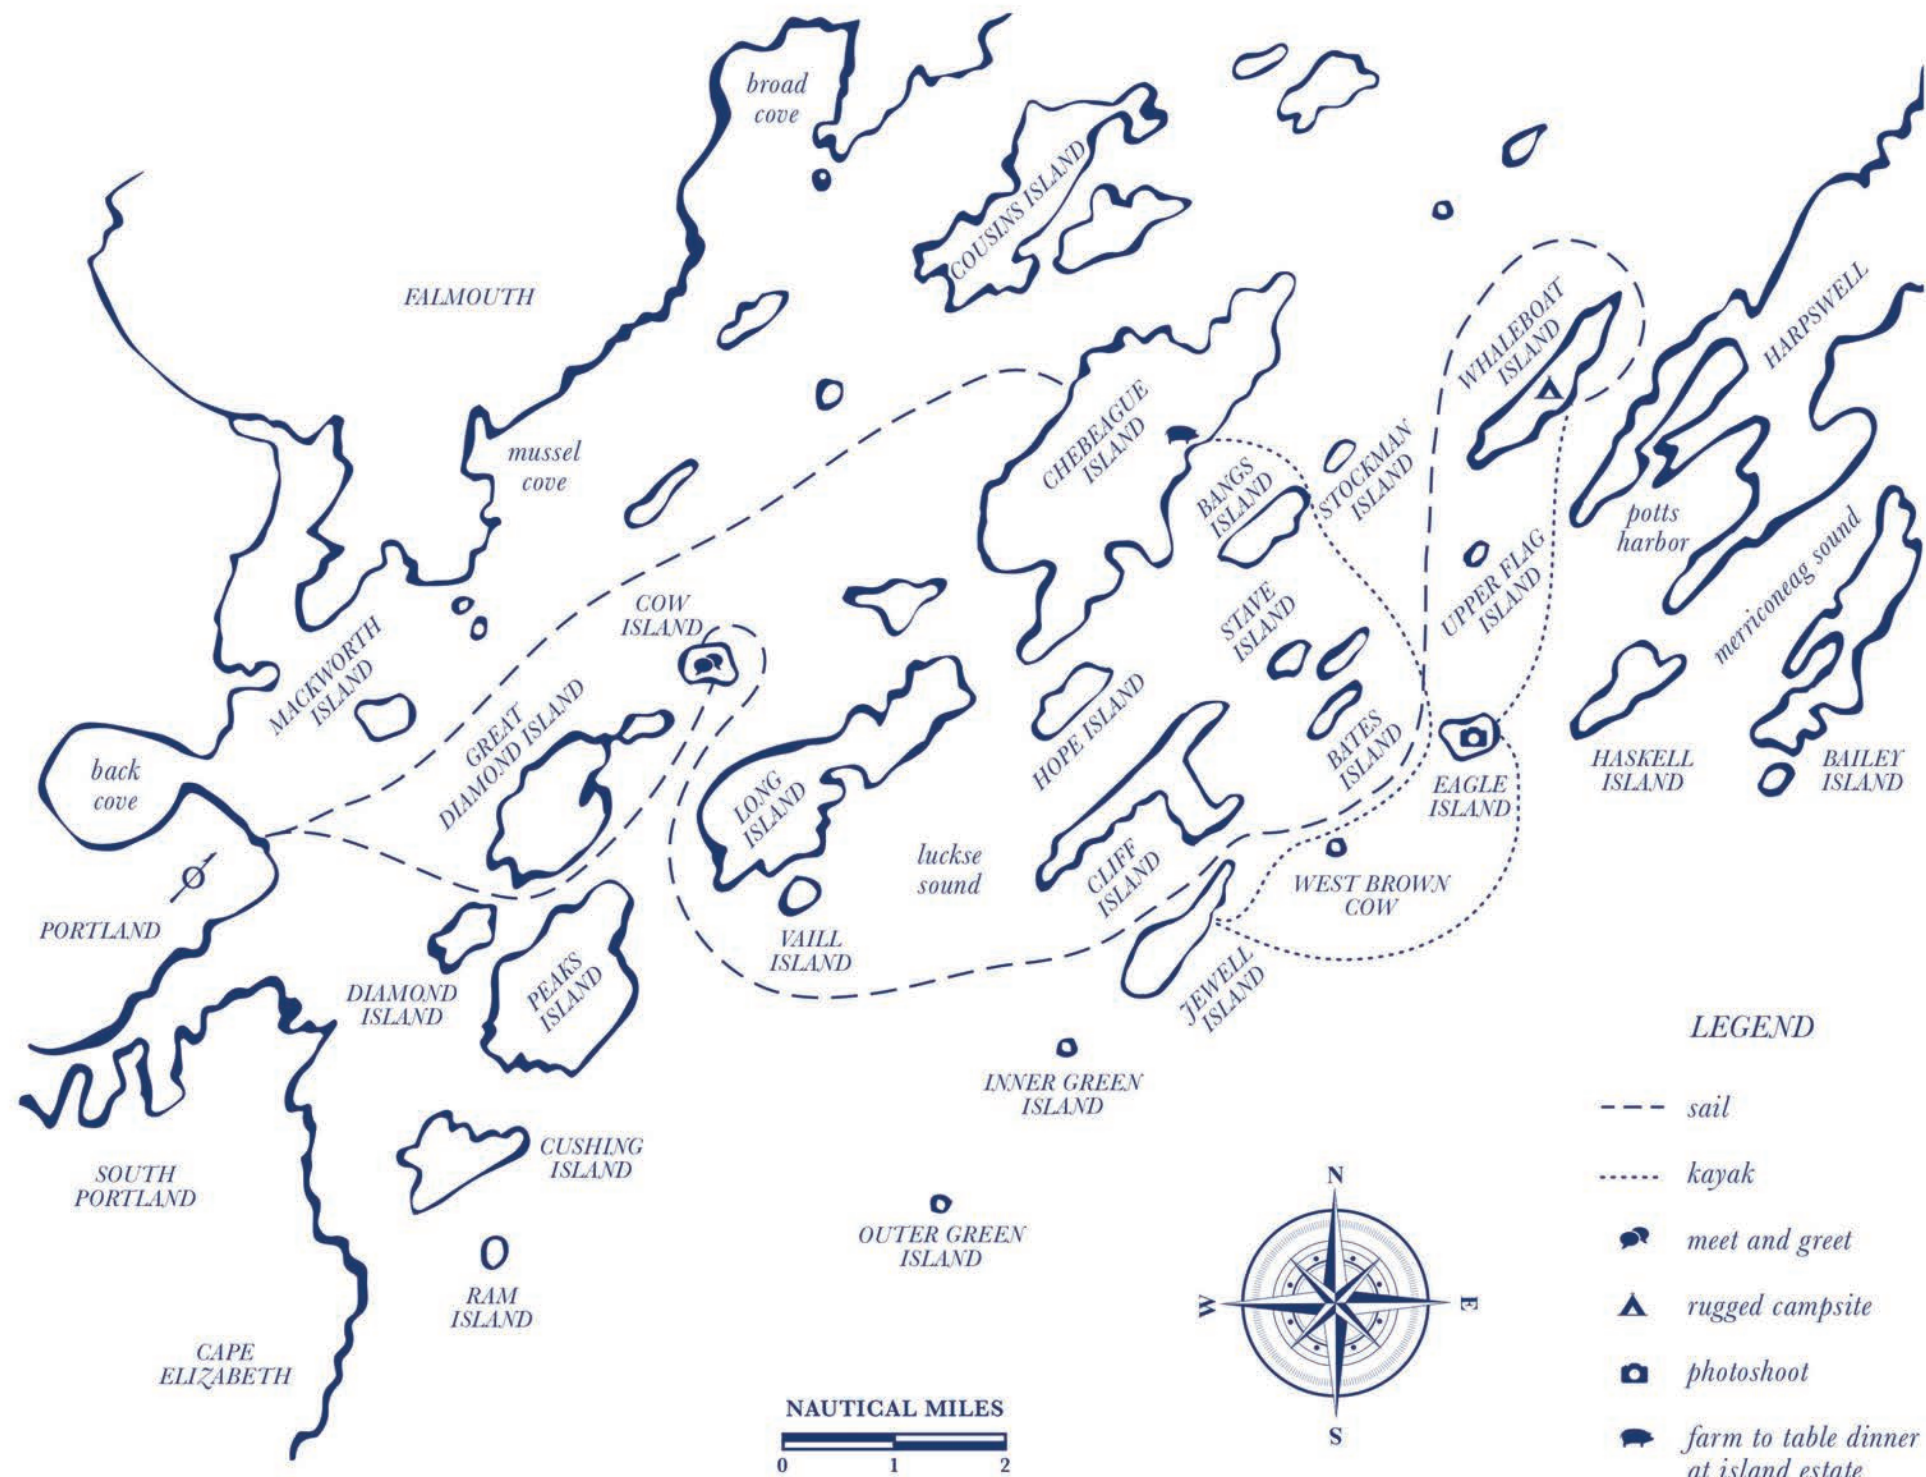 broad
cove
COUSINS ISLAND
FALMOUTH
WHALEBOAT
ISLAND
HARPSWELL
mussel
cove
CHEBEAGUE
ISLAND
BANGS
ISLAND
STOCKMAN
ISLAND
potts
harbor
merriconeag sound
UPPER FLAG
ISLAND
COW
ISLAND
STAVE
ISLAND
MACKWORTH
ISLAND
GREAT
DIAMOND ISLAND
HOPE ISLAND
BATES
ISLAND
back
cove
LONG
ISLAND
EAGLE
ISLAND
HASKELL
ISLAND
BAILEY
ISLAND
luckse
sound
CLIFF
ISLAND
WEST BROWN
COW
PORTLAND
VAILL
ISLAND
DIAMOND
ISLAND
PEAKS
ISLAND
JEWELL
ISLAND
INNER GREEN
ISLAND
SOUTH
PORTLAND
CUSHING
ISLAND
OUTER GREEN
ISLAND
RAM
ISLAND
CAPE
ELIZABETH
N
W
E
S
NAUTICAL MILES
0 1 2
LEGEND
sail
kayak
meet and greet
rugged campsite
photoshoot
farm to table dinner
at island estate